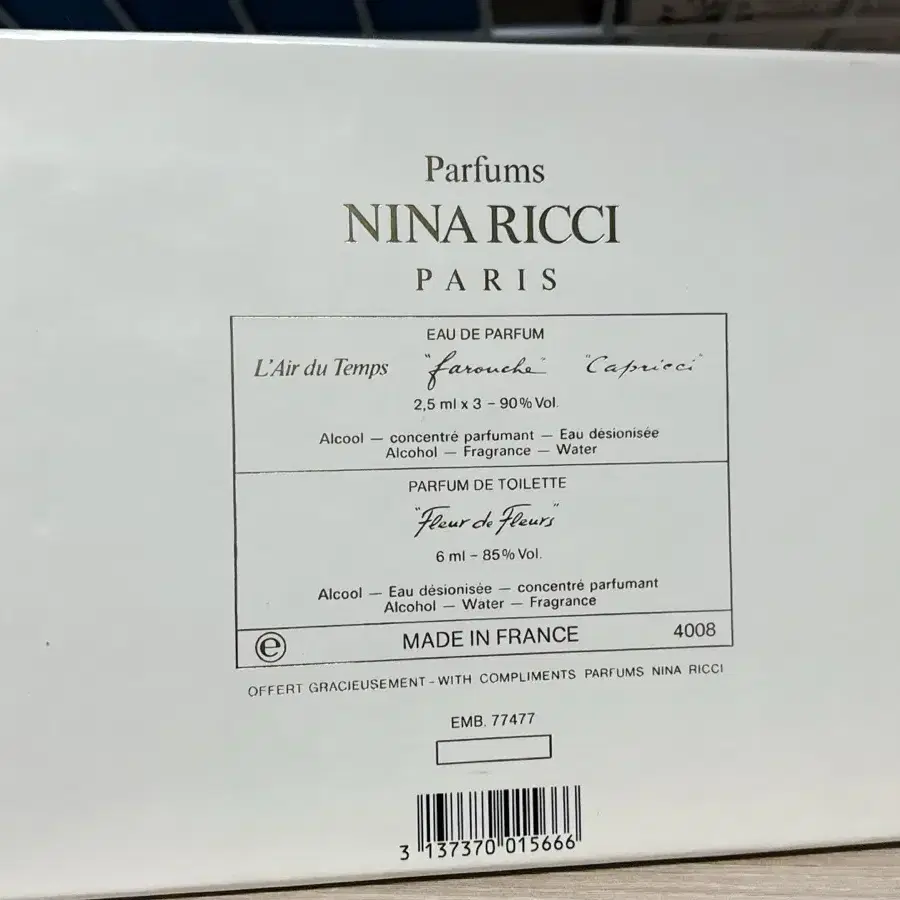 Parfums
NINA RICCI
PARIS
EAU DE PARFUM
L'Air du Temps "farouche" "Capricci"
2,5 ml x 3 – 90% Vol.
Alcool — concentré parfumant — Eau désionisée
Alcohol — Fragrance — Water
PARFUM DE TOILETTE
"Fleur de Fleurs"
6 ml – 85% Vol.
Alcool — Eau désionisée — concentré parfumant
Alcohol — Water — Fragrance
℮ MADE IN FRANCE 4008
OFFERT GRACIEUSEMENT - WITH COMPLIMENTS PARFUMS NINA RICCI
EMB. 77477
3 137370 015666